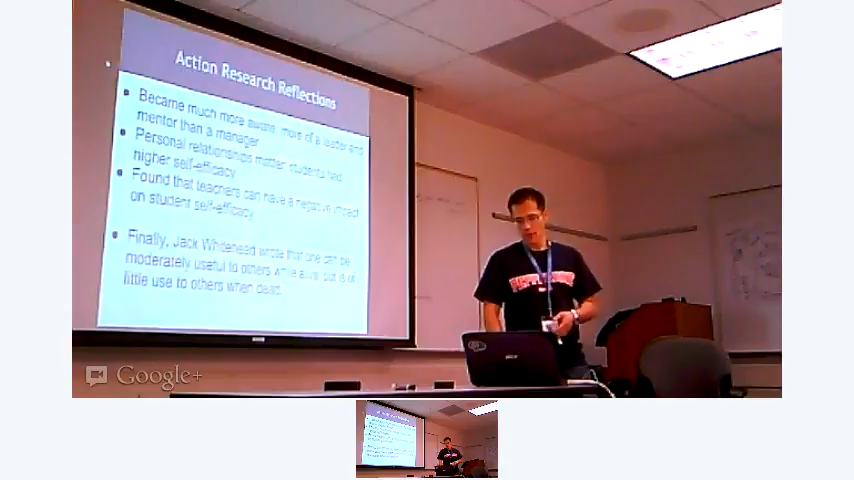 Action Research Reflections
Became much more aware, more of a leader and
mentor than a manager
Personal relationships matter, students had
higher self-efficacy
Found that teachers can have a negative impact
on student self-efficacy
Finally, Jack Whitehead wrote that one can be
moderately useful to others while alive, but is of
little use to others when dead.
Google+
acer